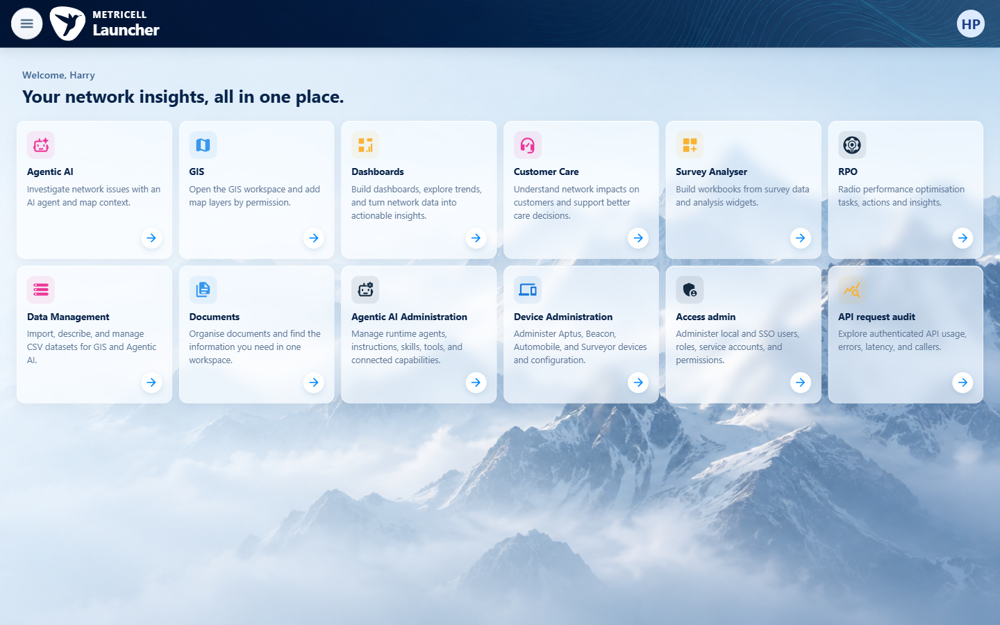 METRICELL
Launcher
HP
Welcome, Harry
Your network insights, all in one place.
Agentic AI
Investigate network issues with an
AI agent and map context.
GIS
Open the GIS workspace and add
map layers by permission.
Dashboards
Build dashboards, explore trends,
and turn network data into
actionable insights.
Customer Care
Understand network impacts on
customers and support better
care decisions.
Survey Analyser
Build workbooks from survey data
and analysis widgets.
RPO
Radio performance optimisation
tasks, actions and insights.
Data Management
Import, describe, and manage
CSV datasets for GIS and Agentic
AI.
Documents
Organise documents and find the
information you need in one
workspace.
Agentic AI Administration
Manage runtime agents,
instructions, skills, tools, and
connected capabilities.
Device Administration
Administer Aptus, Beacon,
Automobile, and Surveyor devices
and configuration.
Access admin
Administer local and SSO users,
roles, service accounts, and
permissions.
API request audit
Explore authenticated API usage,
errors, latency, and callers.